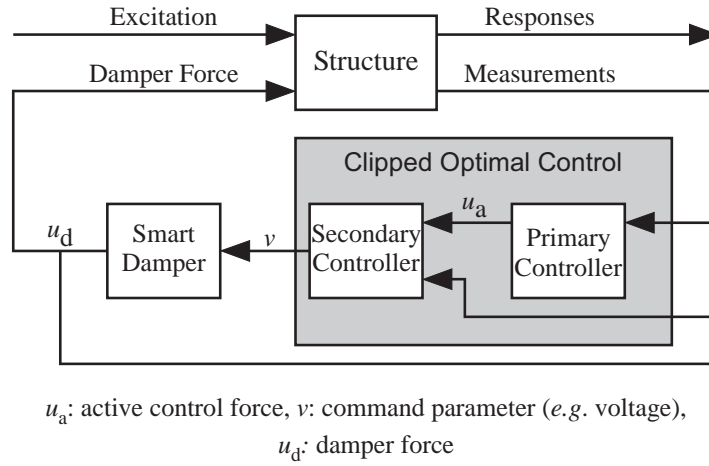 Excitation
Responses
Structure
Damper Force
Measurements
Clipped Optimal Control
u_d
Smart
Damper
v
Secondary
Controller
u_a
Primary
Controller
u_a: active control force, v: command parameter (e.g. voltage),
u_d: damper force